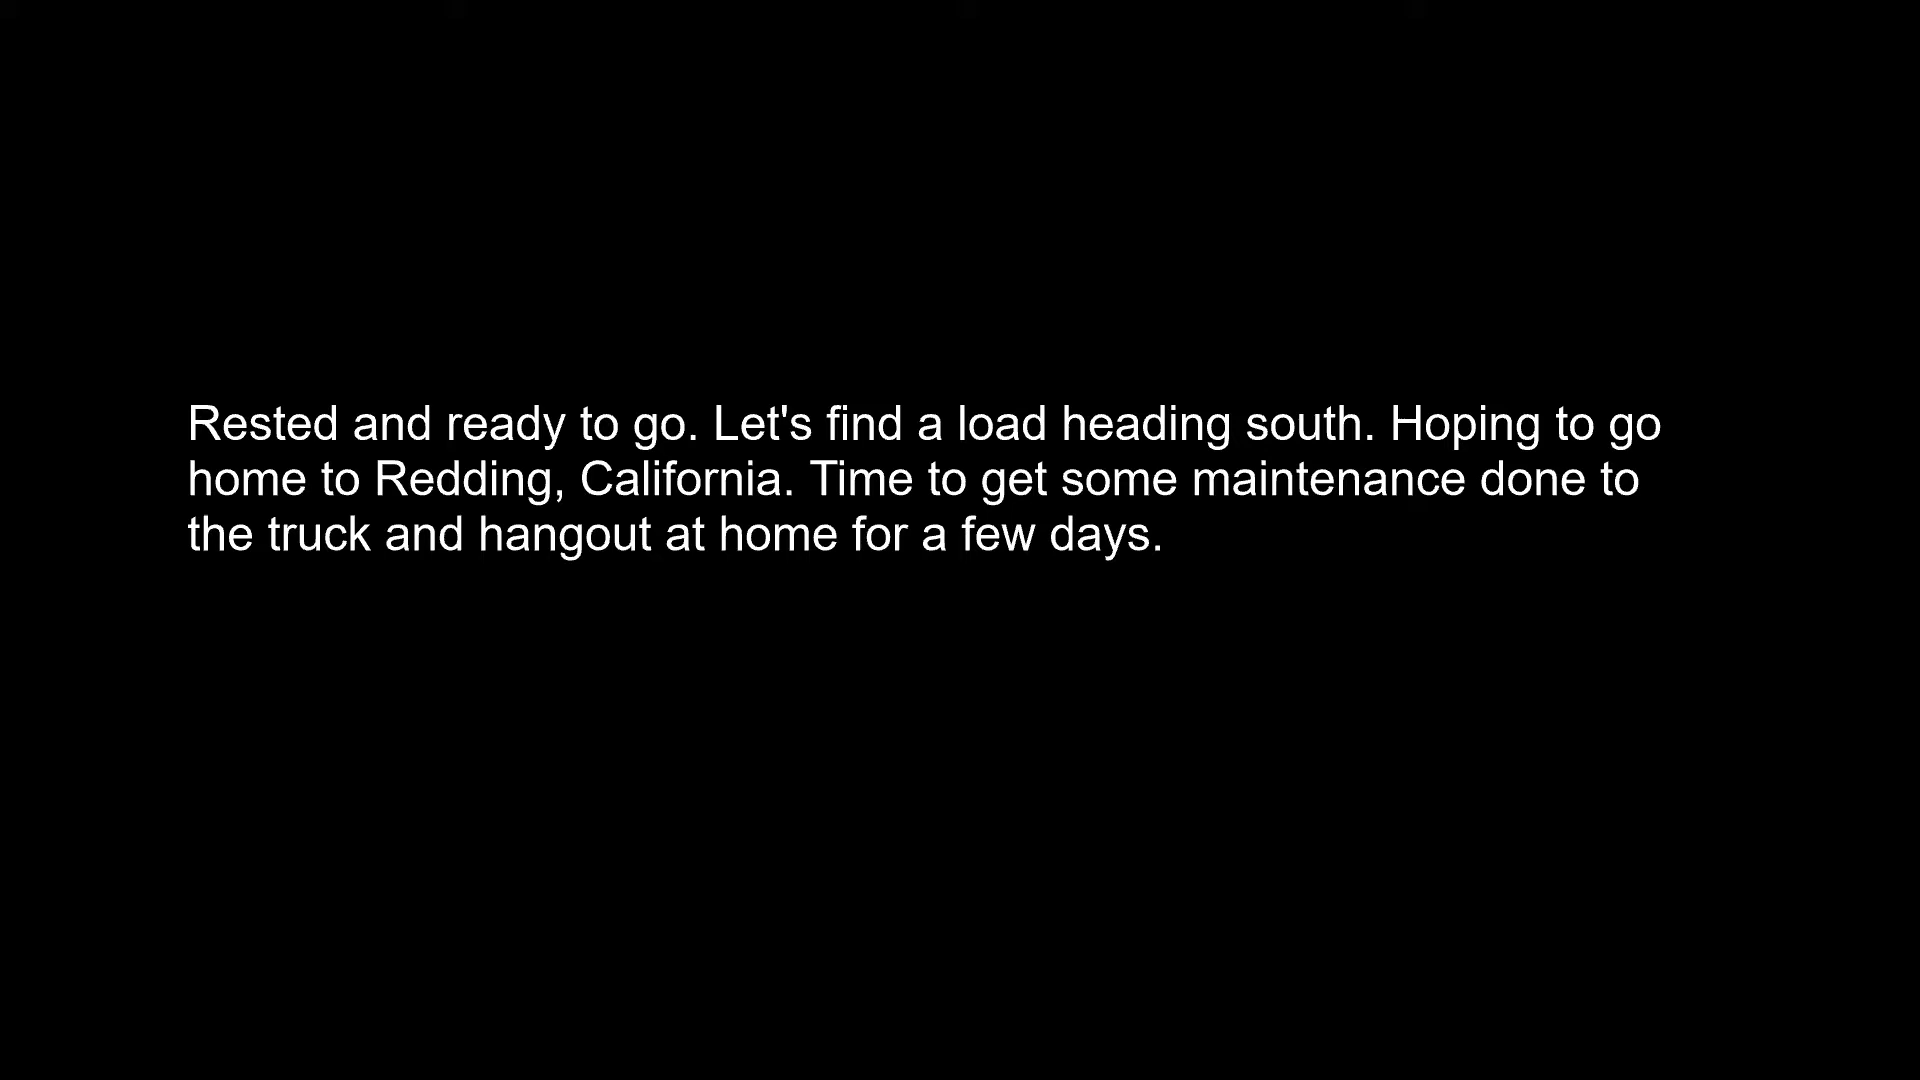 Rested and ready to go. Let's find a load heading south. Hoping to go
home to Redding, California. Time to get some maintenance done to
the truck and hangout at home for a few days.